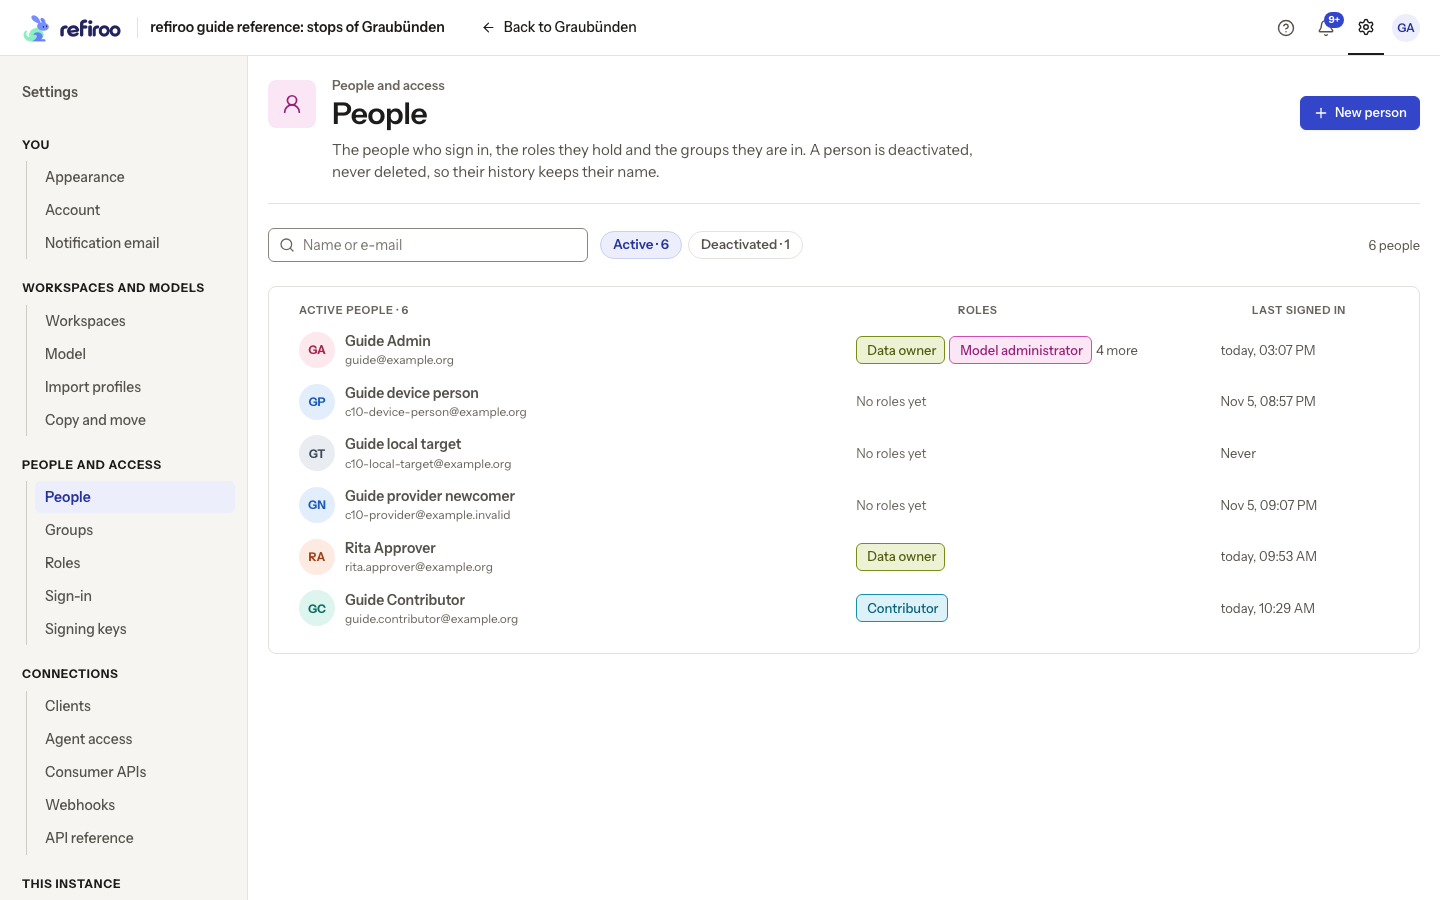 refiroo
refiroo guide reference: stops of Graubünden
Back to Graubünden
9+
GA
Settings
YOU
Appearance
Account
Notification email
WORKSPACES AND MODELS
Workspaces
Model
Import profiles
Copy and move
PEOPLE AND ACCESS
People
Groups
Roles
Sign-in
Signing keys
CONNECTIONS
Clients
Agent access
Consumer APIs
Webhooks
API reference
THIS INSTANCE
People and access
People
New person
The people who sign in, the roles they hold and the groups they are in. A person is deactivated,
never deleted, so their history keeps their name.
Name or e-mail
Active · 6
Deactivated · 1
6 people
ACTIVE PEOPLE · 6 ROLES LAST SIGNED IN
GA Guide Admin Data owner Model administrator 4 more today, 03:07 PM
guide@example.org
GP Guide device person No roles yet Nov 5, 08:57 PM
c10-device-person@example.org
GT Guide local target No roles yet Never
c10-local-target@example.org
GN Guide provider newcomer No roles yet Nov 5, 09:07 PM
c10-provider@example.invalid
RA Rita Approver Data owner today, 09:53 AM
rita.approver@example.org
GC Guide Contributor Contributor today, 10:29 AM
guide.contributor@example.org